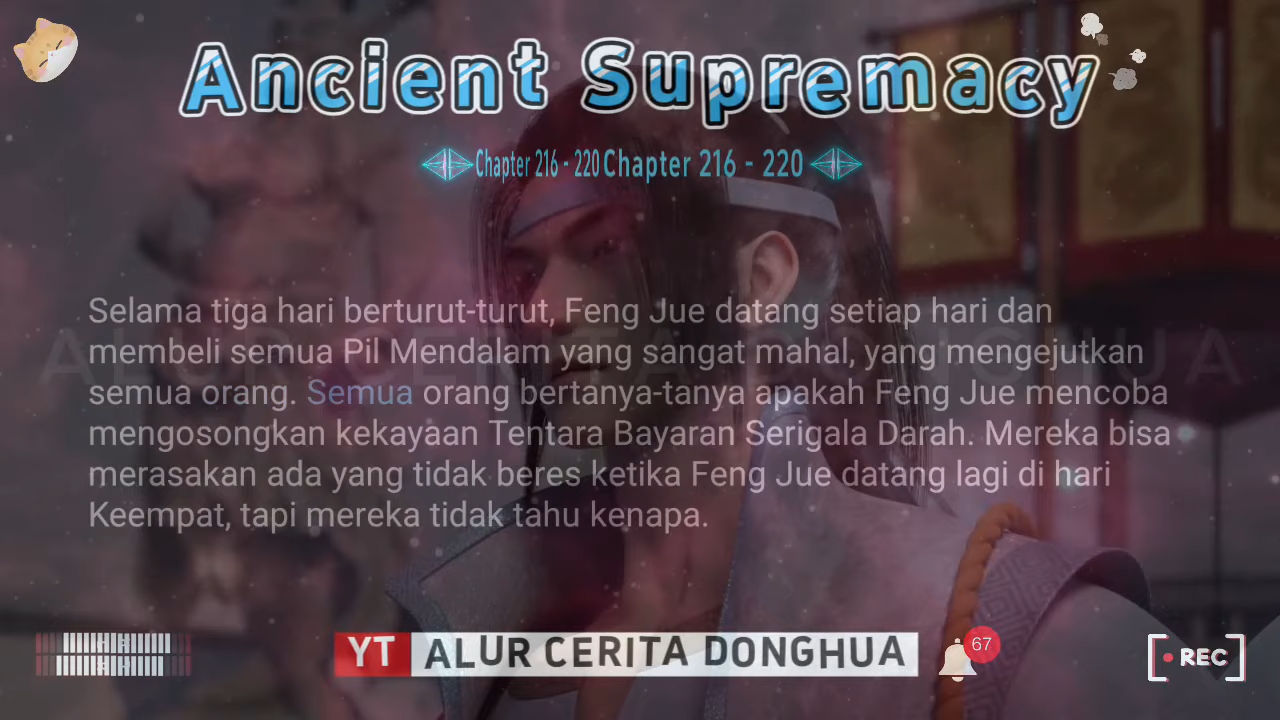 Ancient Supremacy
Chapter 216 - 220 Chapter 216 - 220
Selama tiga hari berturut-turut, Feng Jue datang setiap hari dan
membeli semua Pil Mendalam yang sangat mahal, yang mengejutkan
semua orang. Semua orang bertanya-tanya apakah Feng Jue mencoba
mengosongkan kekayaan Tentara Bayaran Serigala Darah. Mereka bisa
merasakan ada yang tidak beres ketika Feng Jue datang lagi di hari
Keempat, tapi mereka tidak tahu kenapa.
ALUR CERITA DONGHUA
YT ALUR CERITA DONGHUA
67
REC